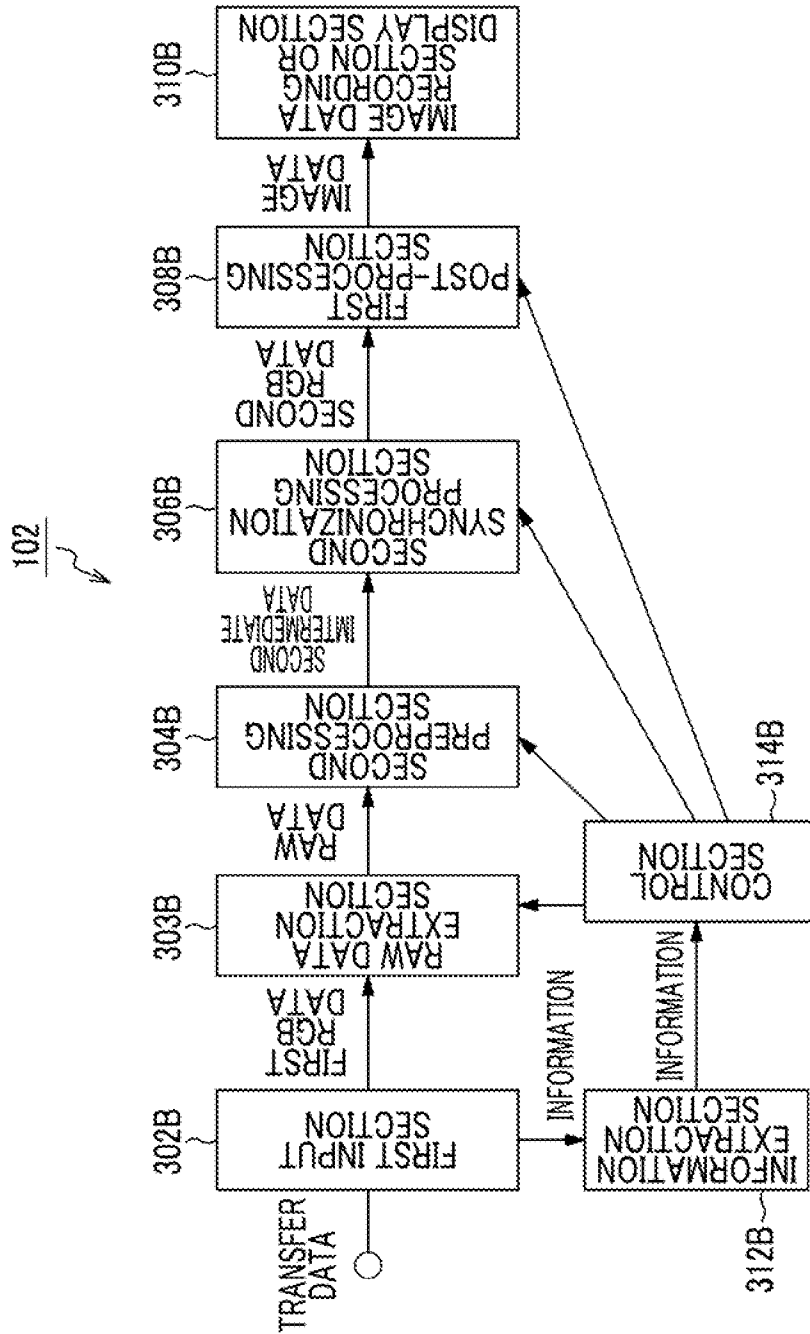 102
302B
303B
304B
306B
308B
310B
TRANSFER
DATA
FIRST INPUT
SECTION
FIRST
RGB
DATA
RAW DATA
EXTRACTION
SECTION
RAW
DATA
SECOND
PREPROCESSING
SECTION
SECOND
IMTERMEDIATE
DATA
SECOND
SYNCHRONIZATION
PROCESSING
SECTION
SECOND
RGB
DATA
FIRST
POST-PROCESSING
SECTION
IMAGE
DATA
IMAGE DATA
RECORDING
SECTION OR
DISPLAY SECTION
INFORMATION
INFORMATION
EXTRACTION
SECTION
INFORMATION
CONTROL
SECTION
312B
314B